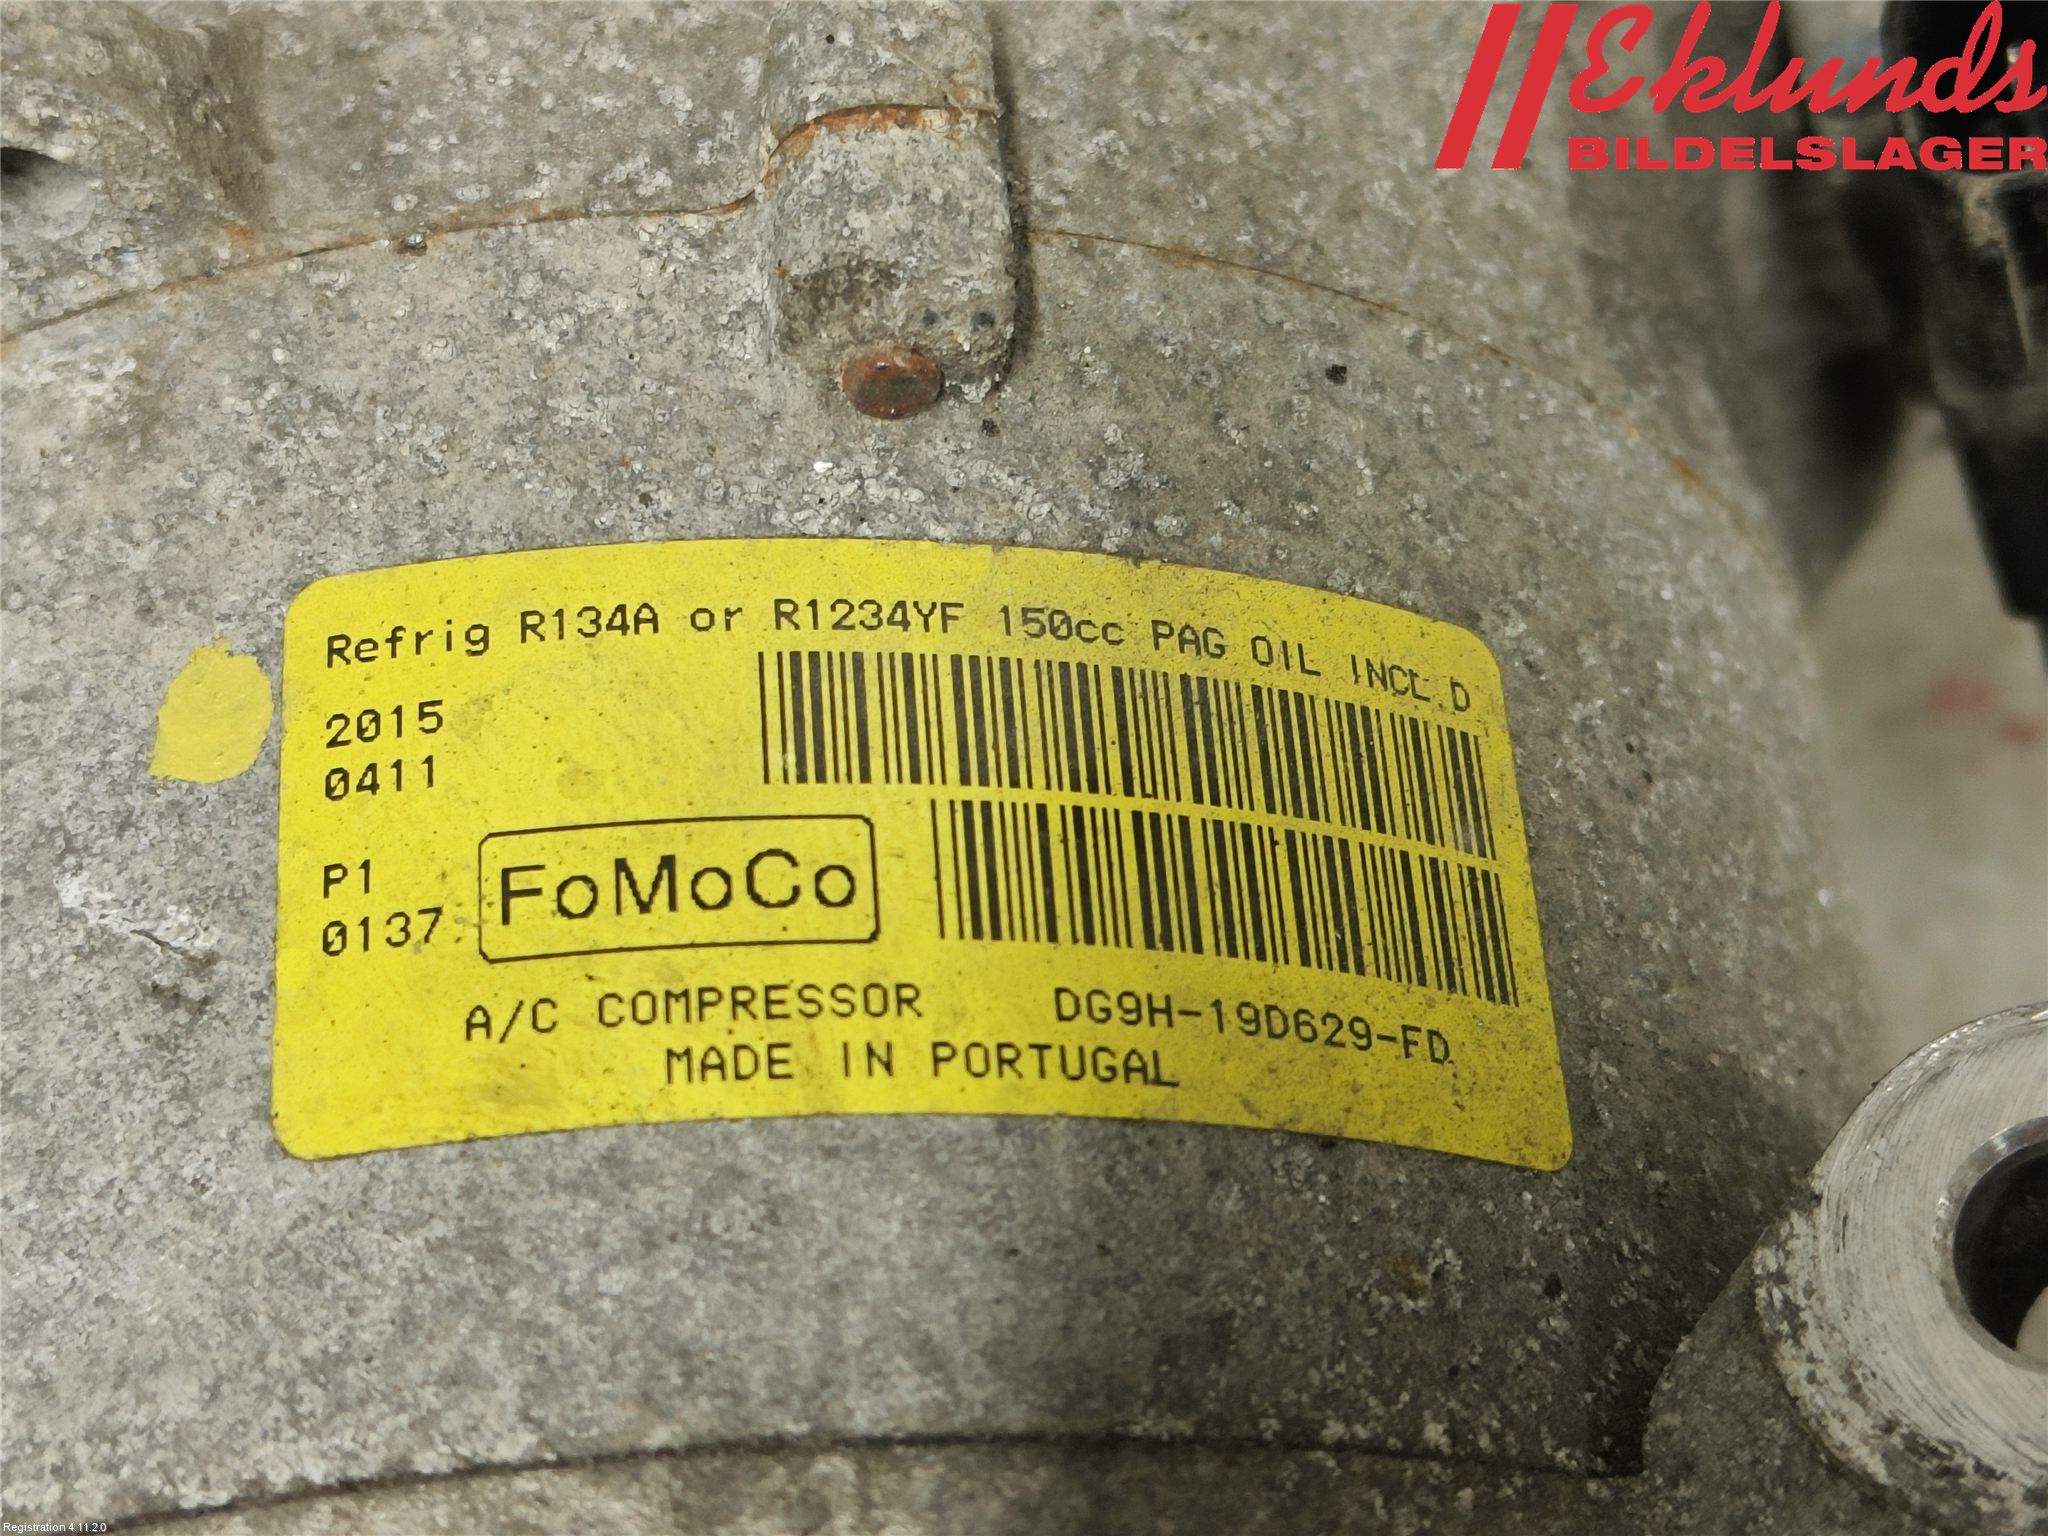 Eklunds
BILDELSLAGER
Refrig R134A or R1234YF 150cc PAG OIL INCL.D
2015
0411
P1
0137
FoMoCo
A/C COMPRESSOR DG9H-19D629-FD
MADE IN PORTUGAL
Registration 4.11.2.0